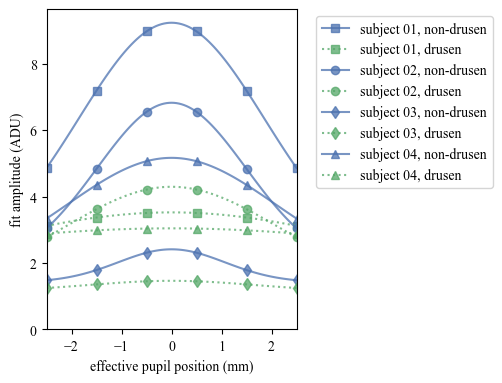 fit amplitude (ADU)
8
6
4
2
0
−2
−1
0
1
2
effective pupil position (mm)
subject 01, non-drusen
subject 01, drusen
subject 02, non-drusen
subject 02, drusen
subject 03, non-drusen
subject 03, drusen
subject 04, non-drusen
subject 04, drusen